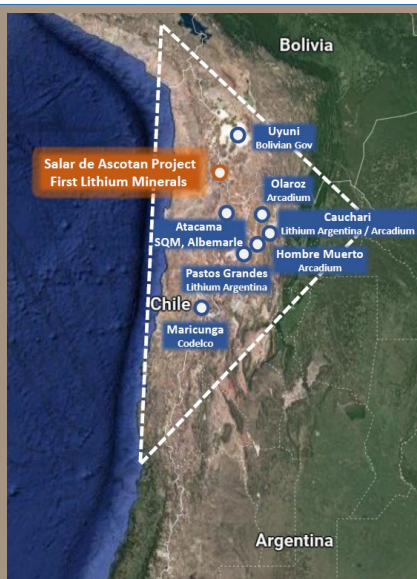 Bolivia
Uyuni
Bolivian Gov
Salar de Ascotan Project
First Lithium Minerals
Olaroz
Arcadium
Atacama
SQM, Albemarle
Cauchari
Lithium Argentina / Arcadium
Hombre Muerto
Arcadium
Pastos Grandes
Lithium Argentina
Chile
Maricunga
Codelco
Argentina